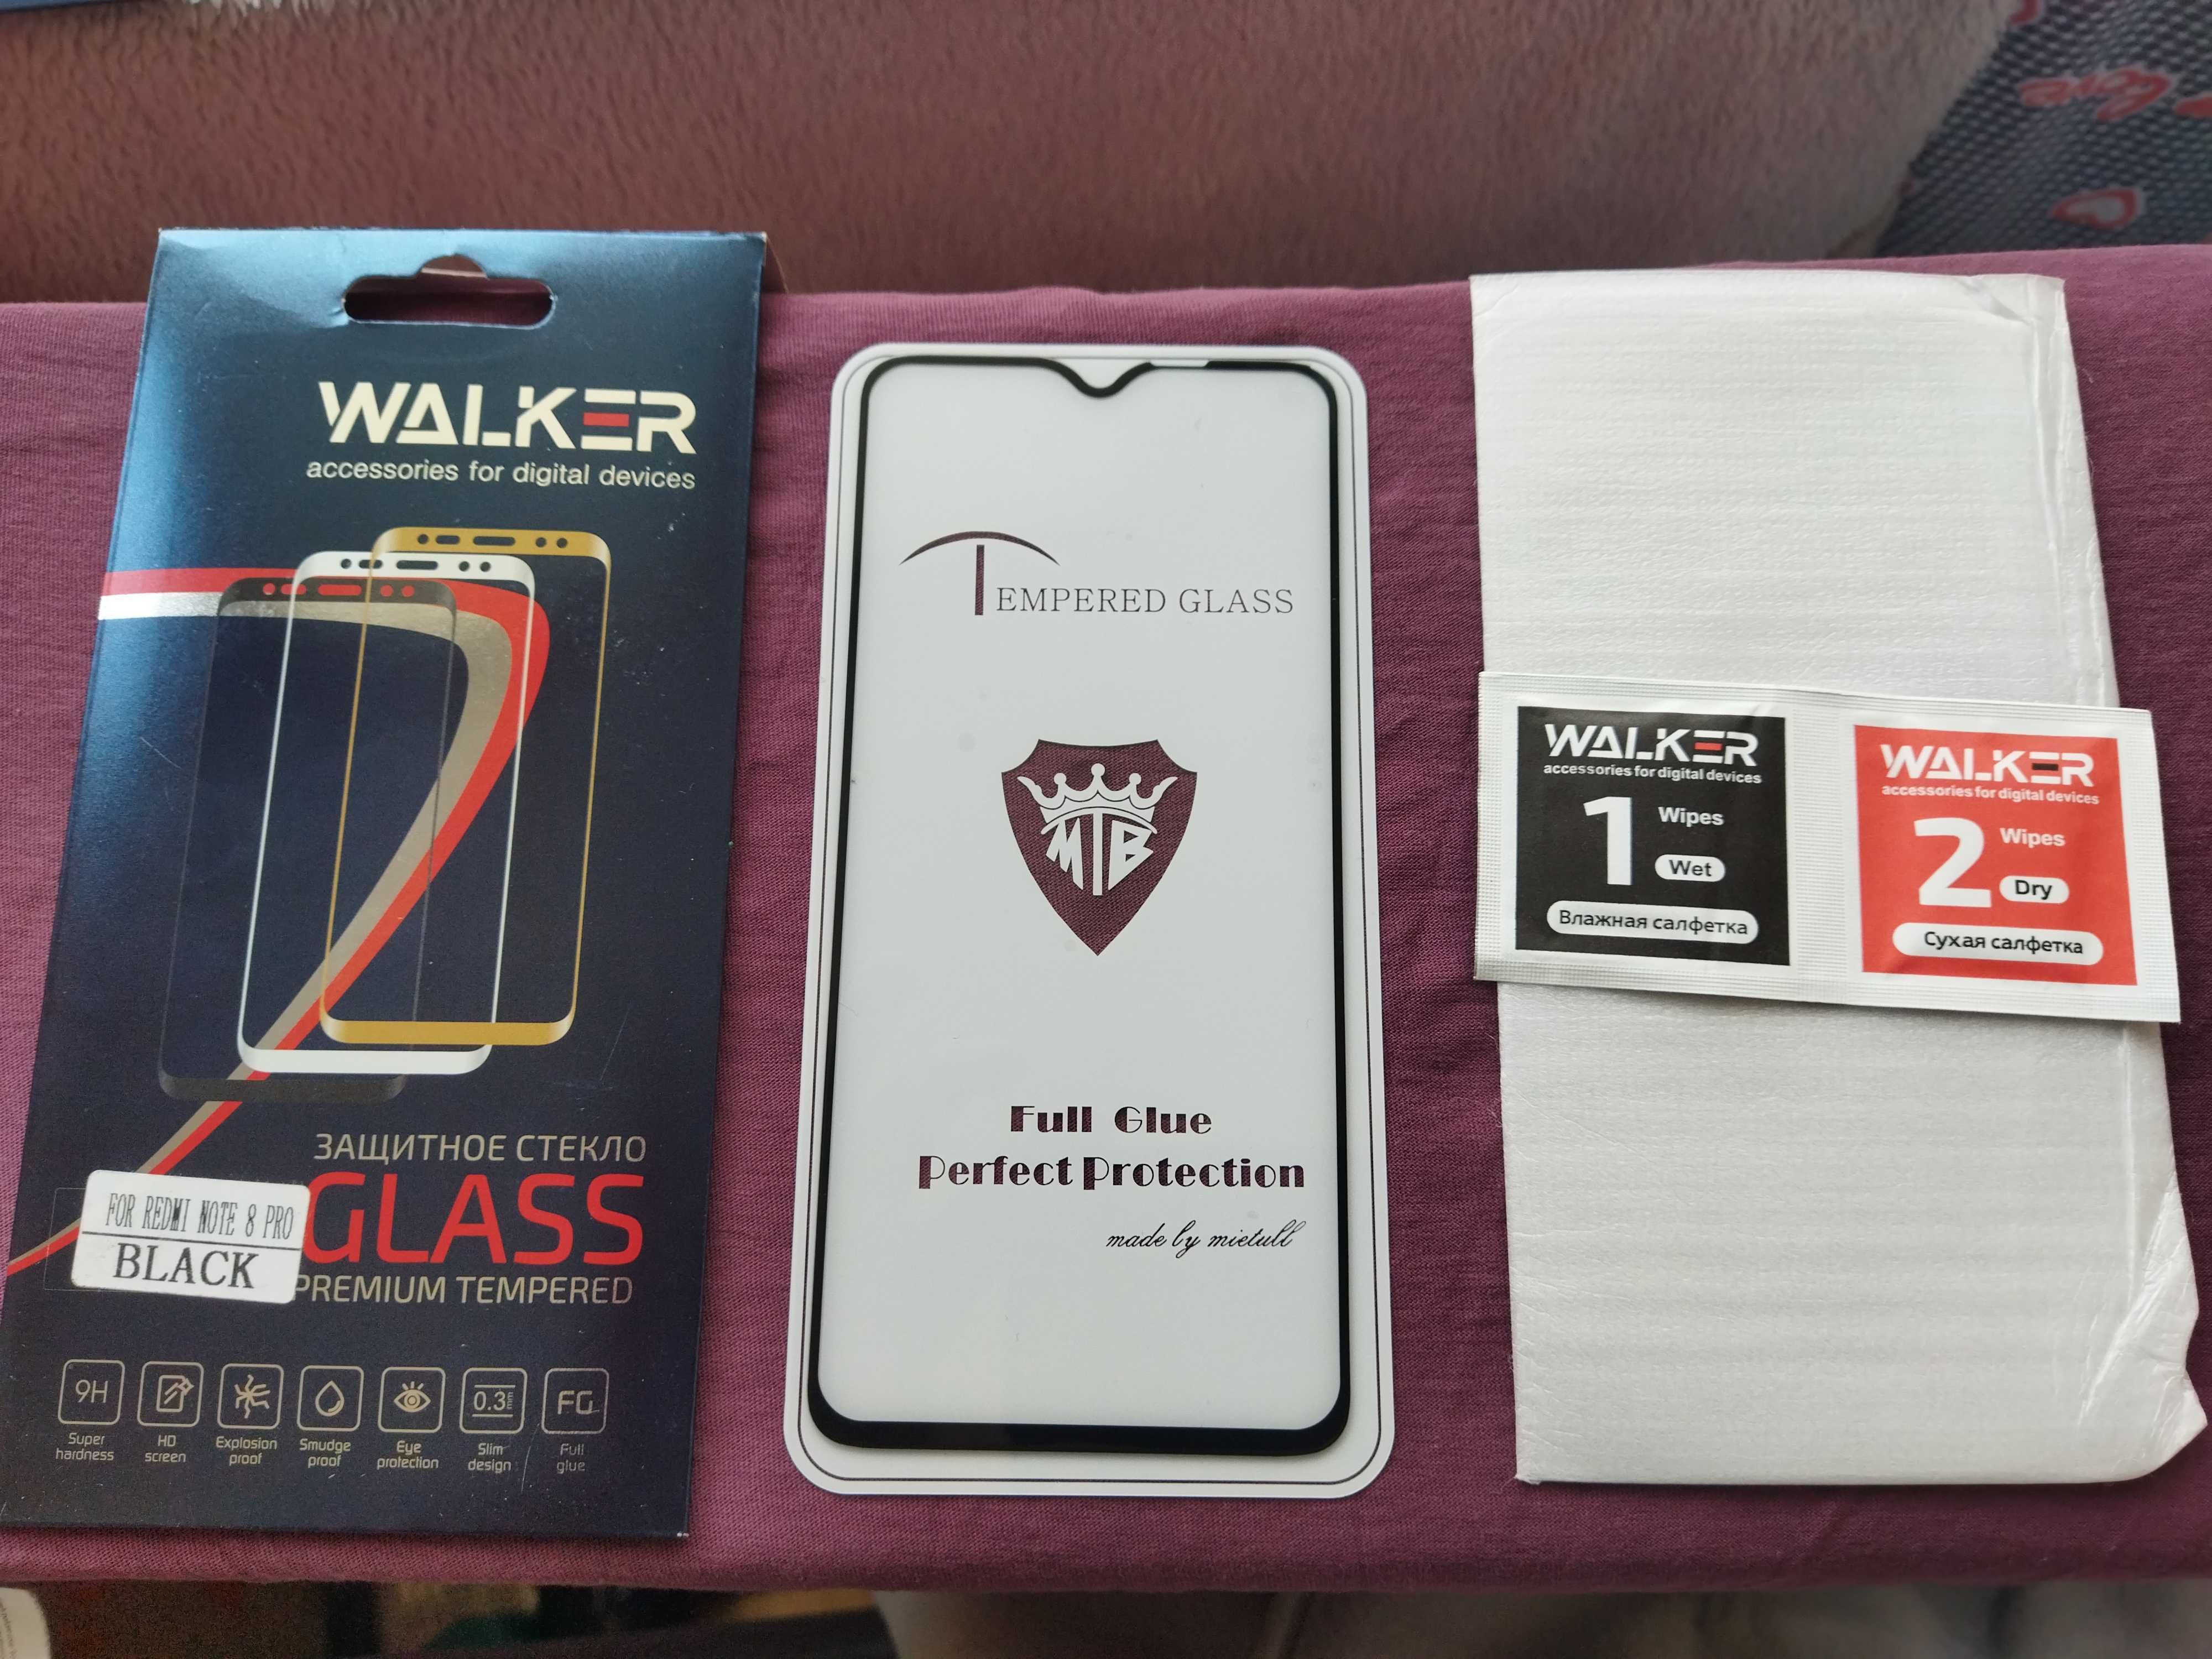 WALKER
accessories for digital devices
ЗАЩИТНОЕ СТЕКЛО
GLASS
PREMIUM TEMPERED
FOR REDMI NOTE 8 PRO
BLACK
9H
Super
hardness
HD
screen
Explosion
proof
Smudge
proof
Eye
protection
0.3mm
Slim
design
FG
Full
glue
TEMPERED GLASS
MTB
Full Glue
Perfect Protection
made by mietull
WALKER
accessories for digital devices
1 Wipes
Wet
Влажная салфетка
WALKER
accessories for digital devices
2 Wipes
Dry
Сухая салфетка
love